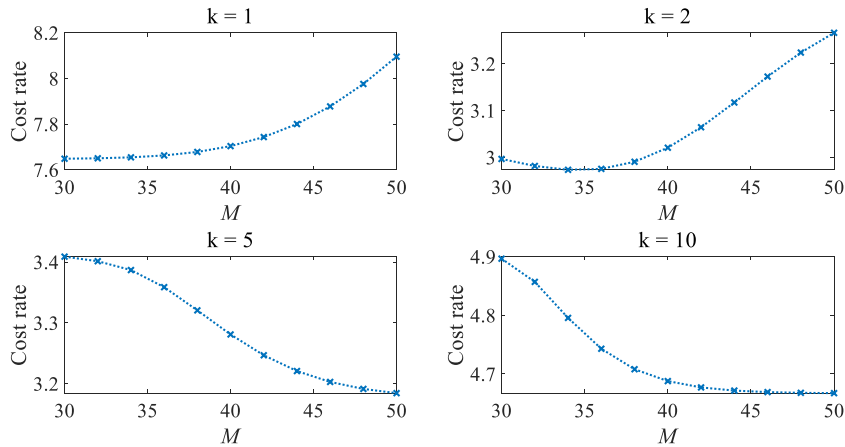 k = 1
8.2
8
7.8
7.6
Cost rate
30 35 40 45 50
M
k = 2
3.2
3.1
3
Cost rate
30 35 40 45 50
M
k = 5
3.4
3.3
3.2
Cost rate
30 35 40 45 50
M
k = 10
4.9
4.8
4.7
Cost rate
30 35 40 45 50
M